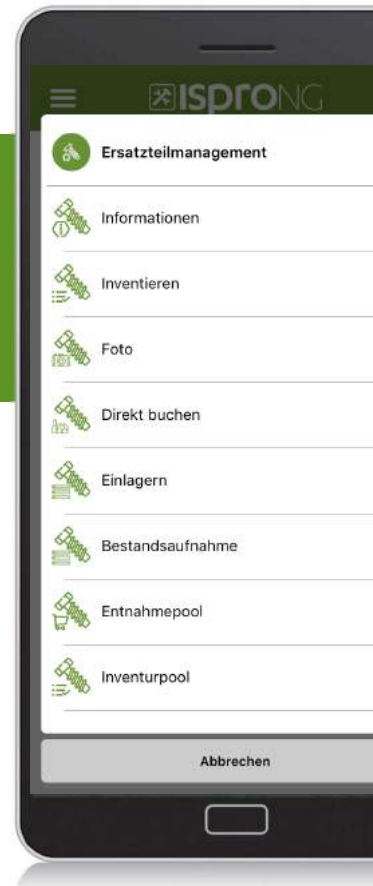 ISPRONG
Ersatzteilmanagement
Informationen
Inventieren
Foto
Direkt buchen
Einlagern
Bestandsaufnahme
Entnahmepool
Inventurpool
Abbrechen